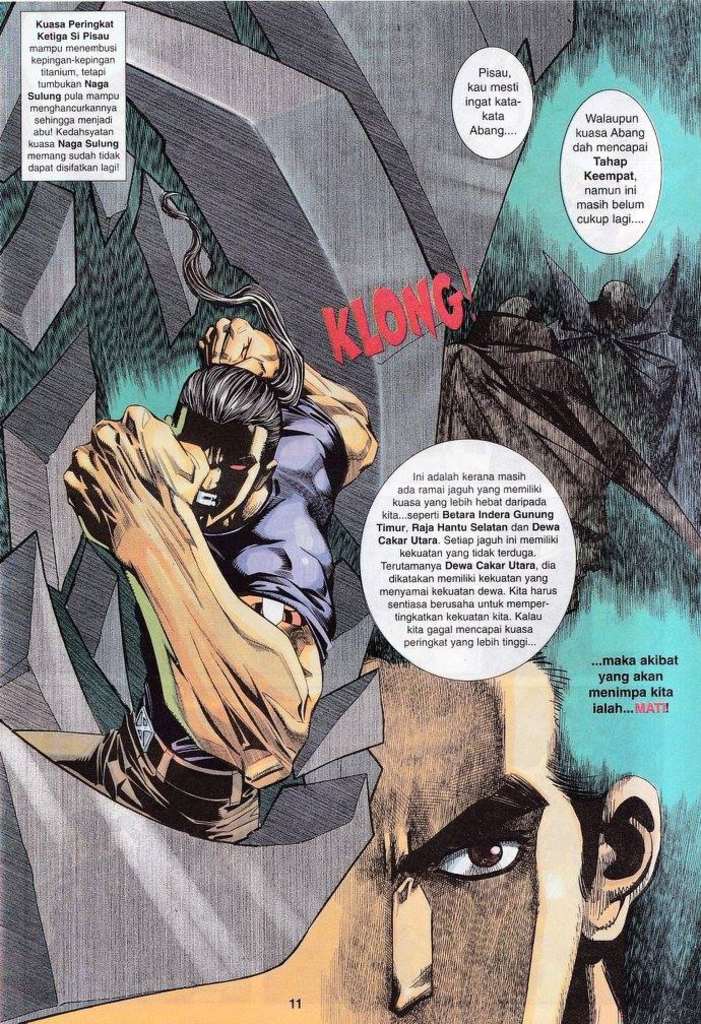 Kuasa Peringkat
Ketiga Si Pisau
mampu menembusi
kepingan-kepingan
titanium, tetapi
tumbukan Naga
Sulung pula mampu
menghancurkannya
sehingga menjadi
abu! Kedahsyatan
kuasa Naga Sulung
memang sudah tidak
dapat disifatkan lagi!
Pisau,
kau mesti
ingat kata-
kata
Abang....
Walaupun
kuasa Abang
dah mencapai
Tahap
Keempat,
namun ini
masih belum
cukup lagi....
KLONG!
Ini adalah kerana masih
ada ramai jaguh yang memiliki
kuasa yang lebih hebat daripada
kita...seperti Betara Indera Gunung
Timur, Raja Hantu Selatan dan Dewa
Cakar Utara. Setiap jaguh ini memiliki
kekuatan yang tidak terduga.
Terutamanya Dewa Cakar Utara, dia
dikatakan memiliki kekuatan yang
menyamai kekuatan dewa. Kita harus
sentiasa berusaha untuk memper-
tingkatkan kekuatan kita. Kalau
kita gagal mencapai kuasa
peringkat yang lebih tinggi...
...maka akibat
yang akan
menimpa kita
ialah...MATI!
11